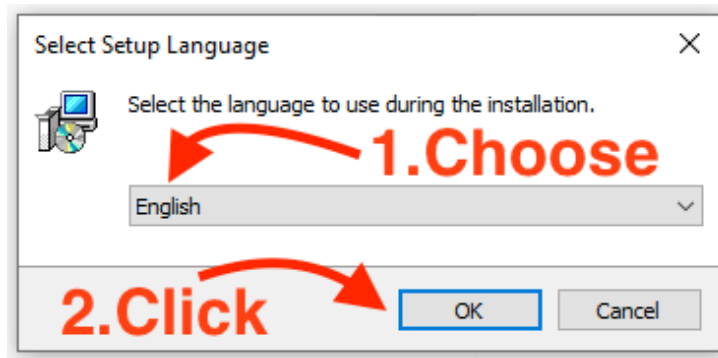 Select Setup Language
Select the language to use during the installation.
1.Choose
English
2.Click
OK
Cancel